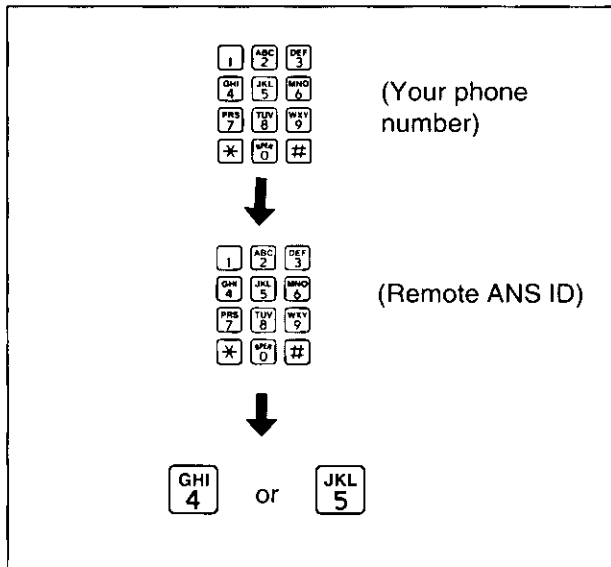 1 ABC 2 DEF 3
GHI 4 JKL 5 MNO 6
(Your phone
number)
PRS 7 TUV 8 WXY 9
* OPER 0 #
1 ABC 2 DEF 3
GHI 4 JKL 5 MNO 6
(Remote ANS ID)
PRS 7 TUV 8 WXY 9
* OPER 0 #
GHI 4 or JKL 5